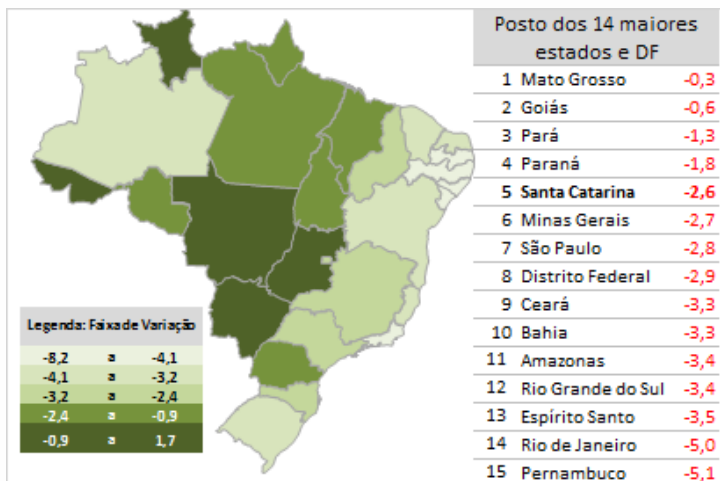 Posto dos 14 maiores
estados e DF
1 Mato Grosso -0,3
2 Goiás -0,6
3 Pará -1,3
4 Paraná -1,8
5 Santa Catarina -2,6
6 Minas Gerais -2,7
7 São Paulo -2,8
8 Distrito Federal -2,9
9 Ceará -3,3
10 Bahia -3,3
11 Amazonas -3,4
12 Rio Grande do Sul -3,4
13 Espírito Santo -3,5
14 Rio de Janeiro -5,0
15 Pernambuco -5,1
Legenda: Faixa de Variação
-8,2 a -4,1
-4,1 a -3,2
-3,2 a -2,4
-2,4 a -0,9
-0,9 a 1,7